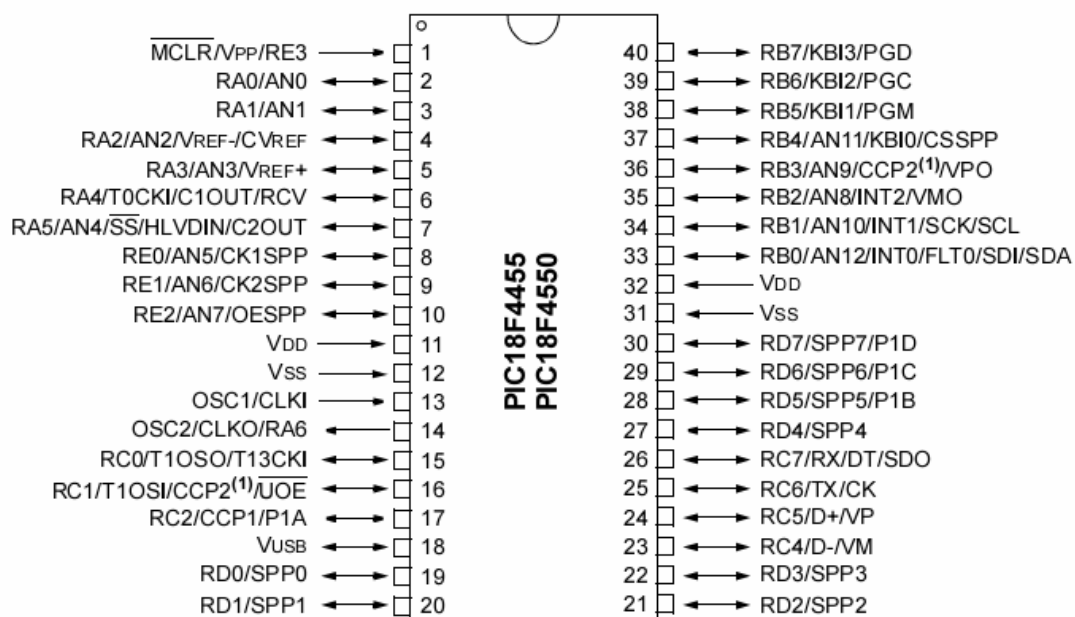 MCLR/VPP/RE3 1
RA0/AN0 2
RA1/AN1 3
RA2/AN2/VREF-/CVREF 4
RA3/AN3/VREF+ 5
RA4/T0CKI/C1OUT/RCV 6
RA5/AN4/SS/HLVDIN/C2OUT 7
RE0/AN5/CK1SPP 8
RE1/AN6/CK2SPP 9
RE2/AN7/OESPP 10
VDD 11
VSS 12
OSC1/CLKI 13
OSC2/CLKO/RA6 14
RC0/T1OSO/T13CKI 15
RC1/T1OSI/CCP2(1)/UOE 16
RC2/CCP1/P1A 17
VUSB 18
RD0/SPP0 19
RD1/SPP1 20
PIC18F4455
PIC18F4550
40 RB7/KBI3/PGD
39 RB6/KBI2/PGC
38 RB5/KBI1/PGM
37 RB4/AN11/KBI0/CSSPP
36 RB3/AN9/CCP2(1)/VPO
35 RB2/AN8/INT2/VMO
34 RB1/AN10/INT1/SCK/SCL
33 RB0/AN12/INT0/FLT0/SDI/SDA
32 VDD
31 VSS
30 RD7/SPP7/P1D
29 RD6/SPP6/P1C
28 RD5/SPP5/P1B
27 RD4/SPP4
26 RC7/RX/DT/SDO
25 RC6/TX/CK
24 RC5/D+/VP
23 RC4/D-/VM
22 RD3/SPP3
21 RD2/SPP2